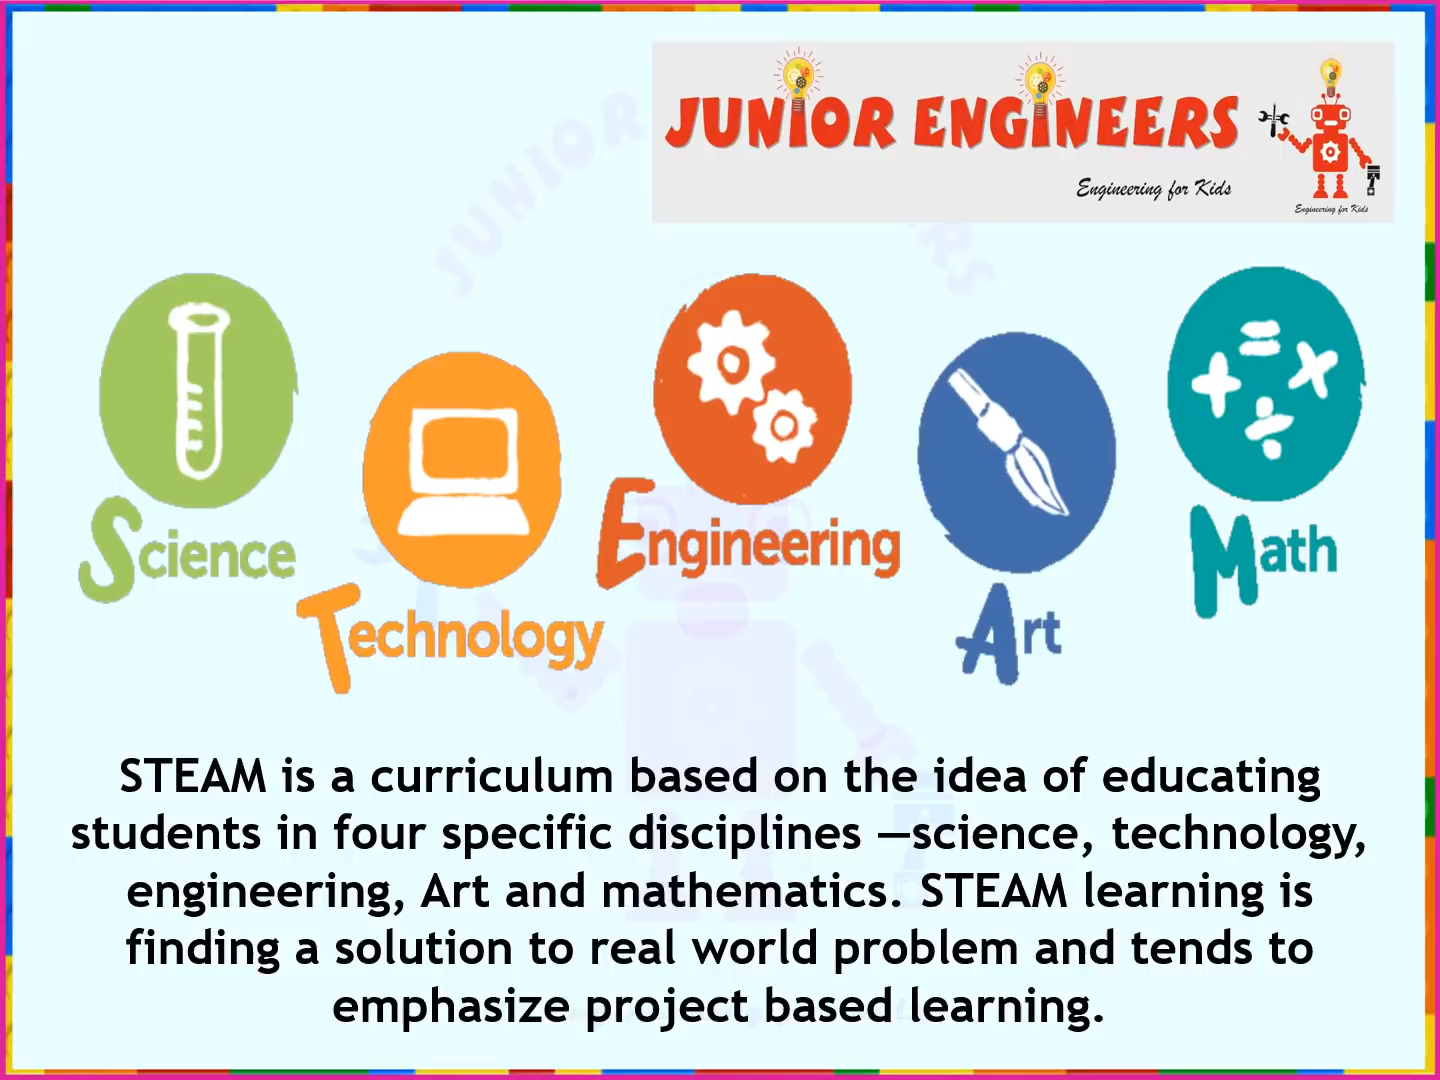 JUNIOR ENGINEERS
Engineering for Kids
Engineering for Kids
JUNIOR
Science
Technology
Engineering
Art
Math
STEAM is a curriculum based on the idea of educating
students in four specific disciplines —science, technology,
engineering, Art and mathematics. STEAM learning is
finding a solution to real world problem and tends to
emphasize project based learning.